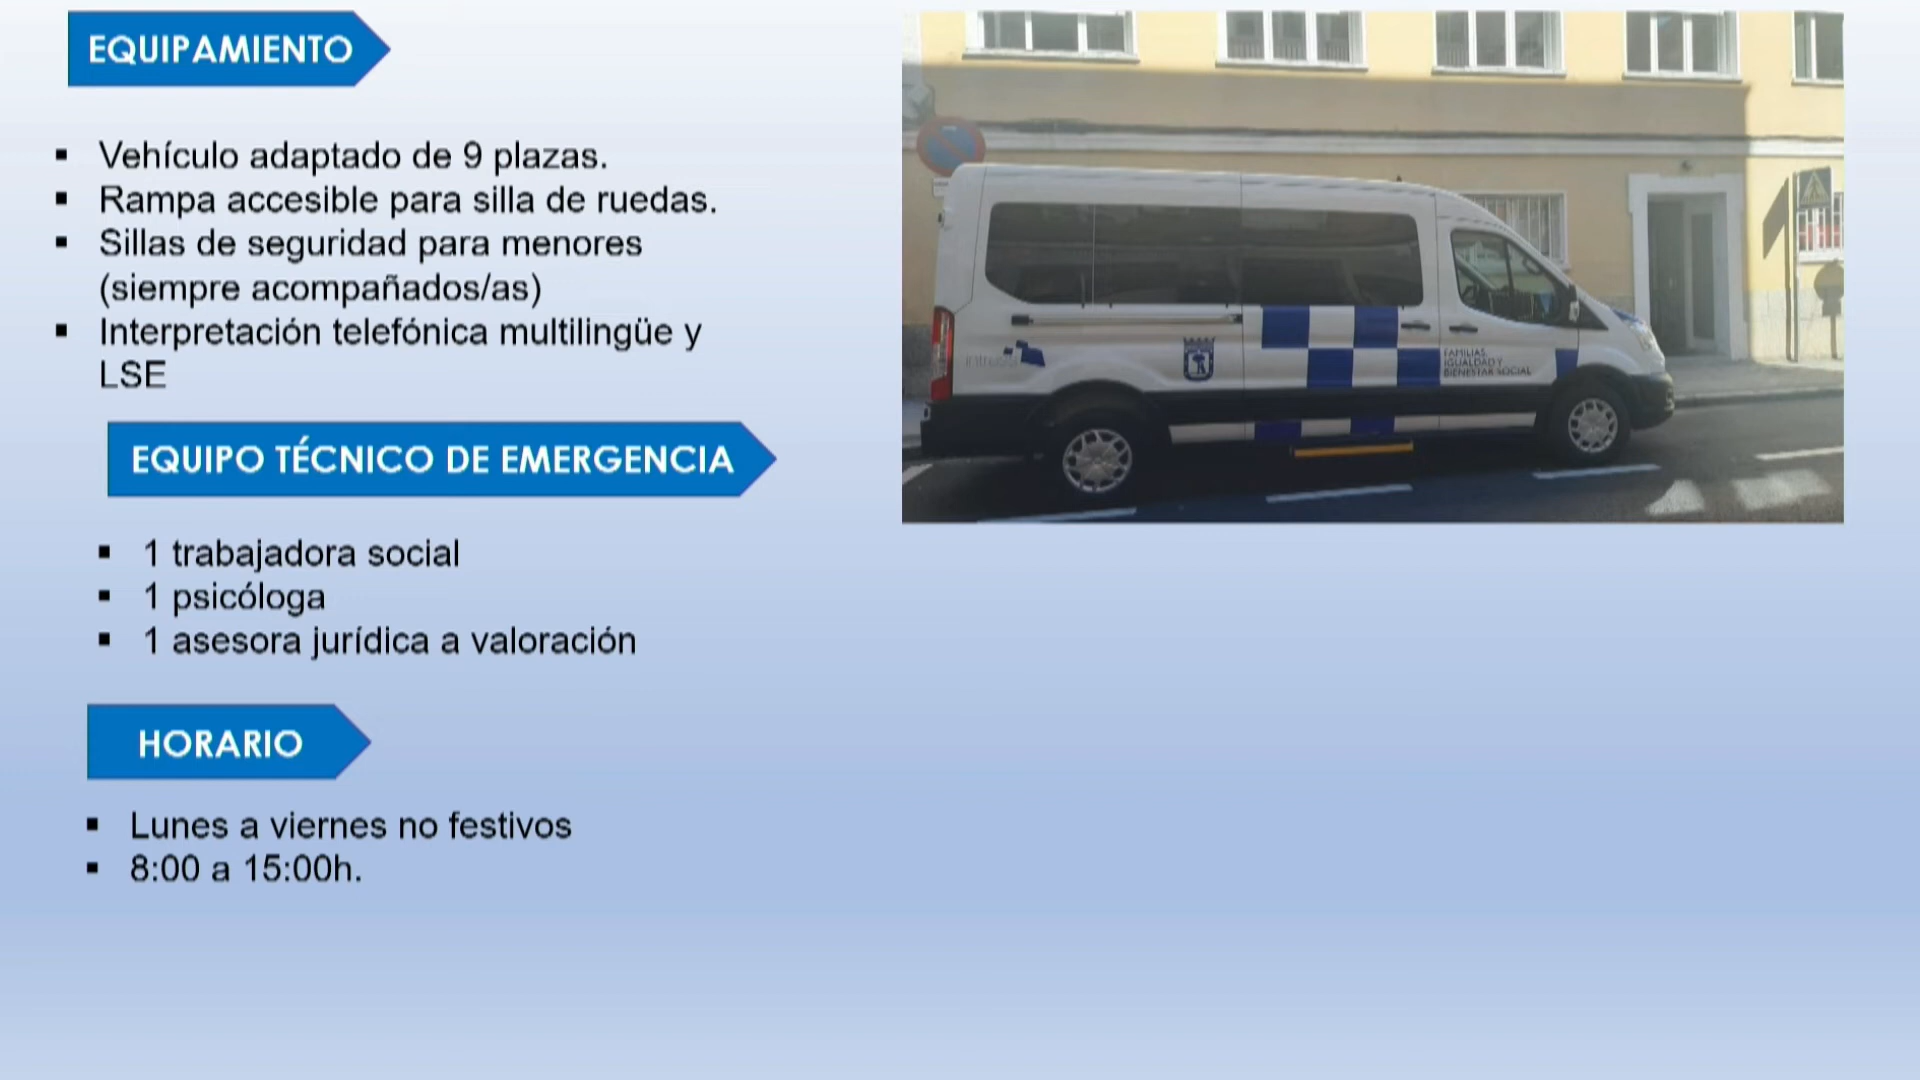 EQUIPAMIENTO
▪ Vehículo adaptado de 9 plazas.
▪ Rampa accesible para silla de ruedas.
▪ Sillas de seguridad para menores
(siempre acompañados/as)
▪ Interpretación telefónica multilingüe y
LSE
EQUIPO TÉCNICO DE EMERGENCIA
▪ 1 trabajadora social
▪ 1 psicóloga
▪ 1 asesora jurídica a valoración
HORARIO
▪ Lunes a viernes no festivos
▪ 8:00 a 15:00h.
FAMILIAS,
IGUALDAD Y
BIENESTAR SOCIAL